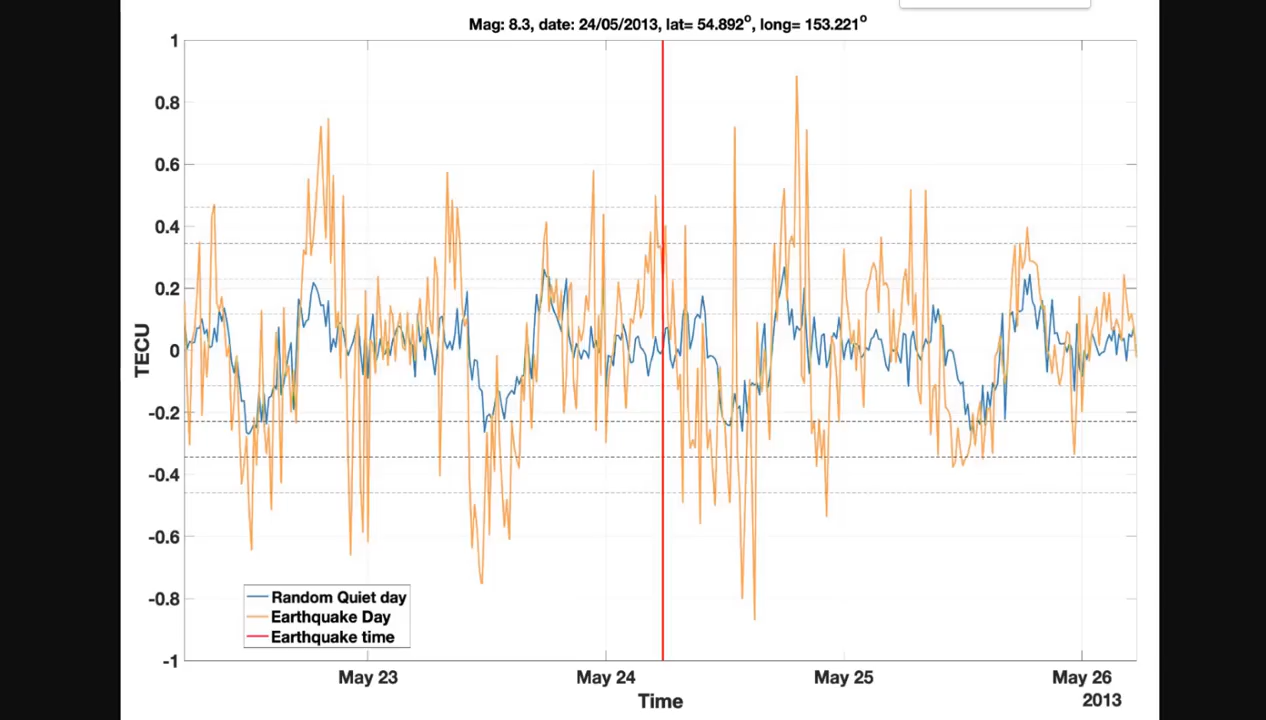 Mag: 8.3, date: 24/05/2013, lat= 54.892°, long= 153.221°
1
0.8
0.6
0.4
0.2
0
-0.2
-0.4
-0.6
-0.8
-1
TECU
Random Quiet day
Earthquake Day
Earthquake time
May 23 May 24 May 25 May 26
Time 2013